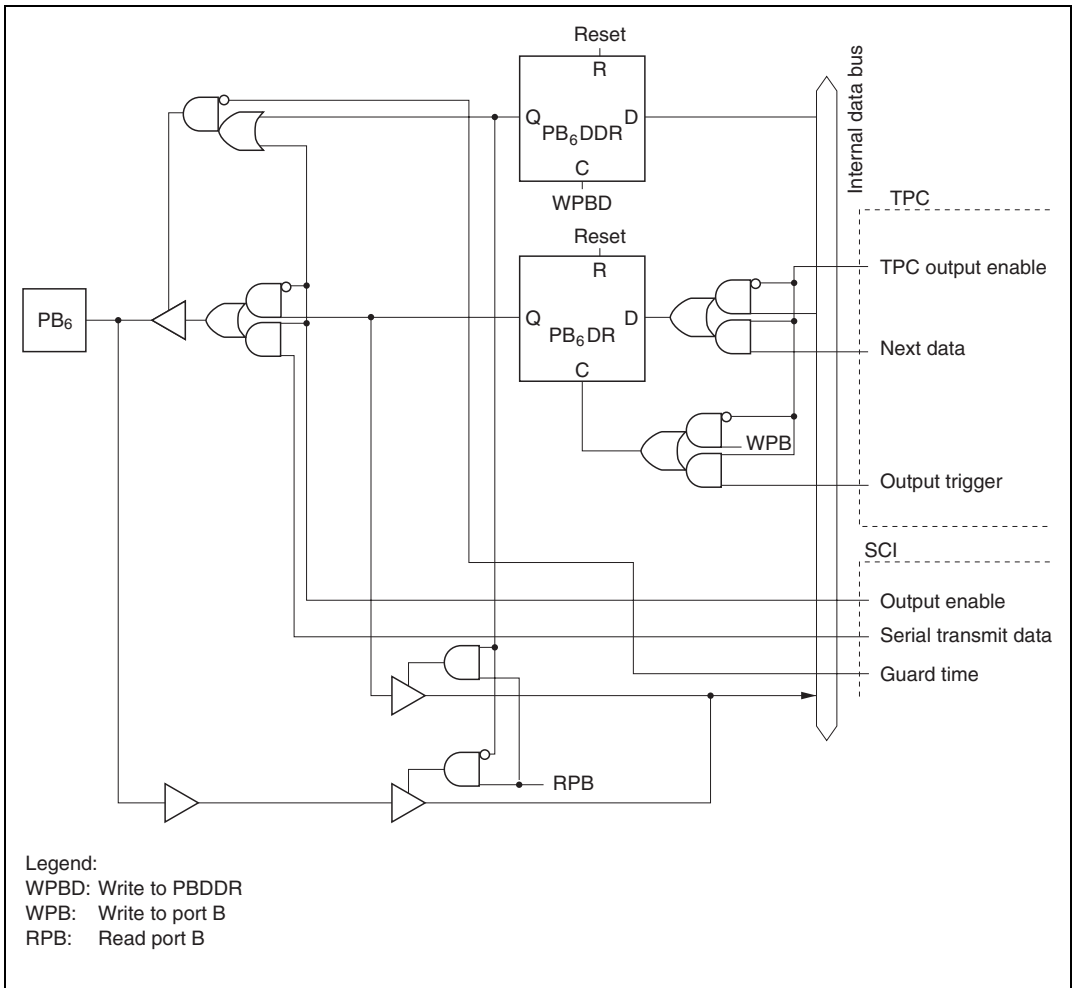 Reset
R
Q PB₆DDR D
C
WPBD
Internal data bus
TPC
TPC output enable
Reset
R
Q PB₆DR D
C
PB₆
Next data
WPB
Output trigger
SCI
Output enable
Serial transmit data
Guard time
RPB
Legend:
WPBD: Write to PBDDR
WPB: Write to port B
RPB: Read port B